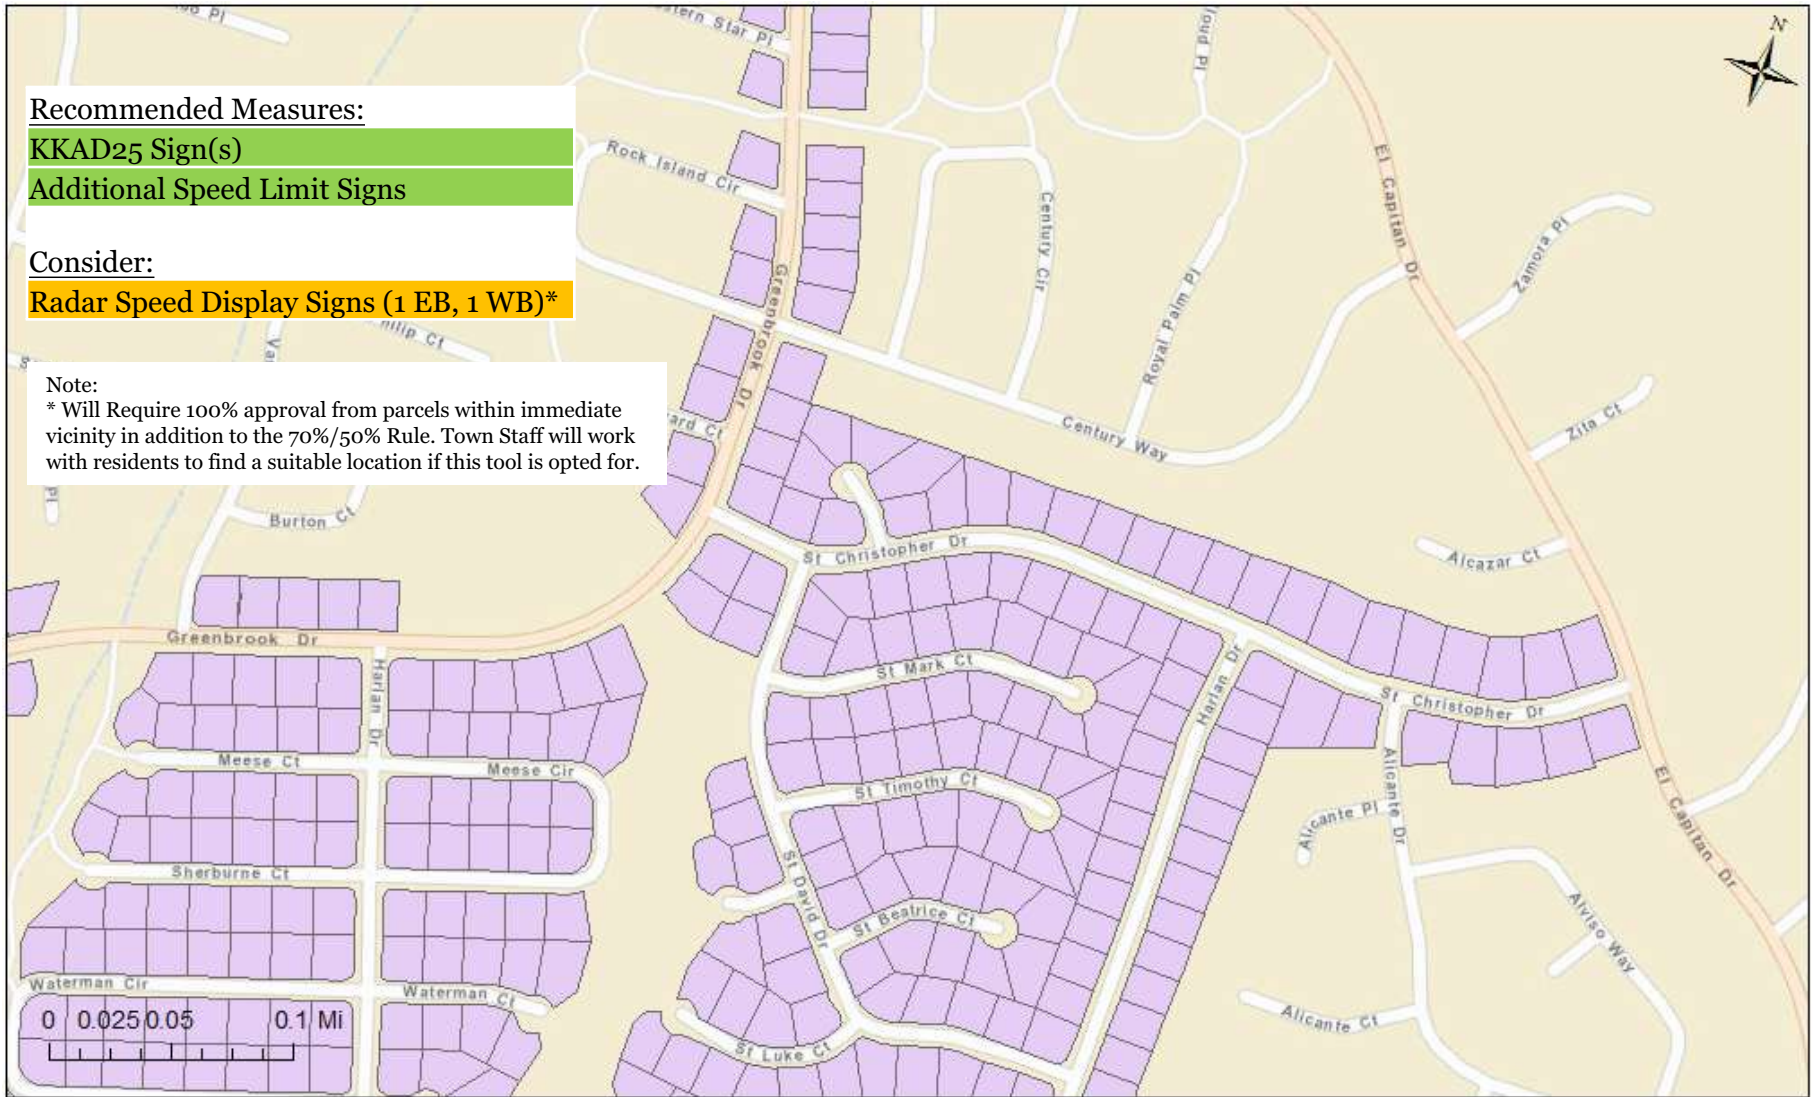 Pl
Star Pl
N
Recommended Measures:
KKAD25 Sign(s)
Additional Speed Limit Signs
Consider:
Radar Speed Display Signs (1 EB, 1 WB)*
Note:
* Will Require 100% approval from parcels within immediate
vicinity in addition to the 70%/50% Rule. Town Staff will work
with residents to find a suitable location if this tool is opted for.
Rock Island Cir
Century Cir
Royal Palm Pl
El Capitan Dr
Zamora Pl
Greenbrook Dr
Ct
Ct
Century Way
Zita Ct
Pl
Burton Ct
St Christopher Dr
Alcazar Ct
Greenbrook Dr
Harlan Dr
St Mark Ct
Harlan Dr
St Christopher Dr
Meese Ct
Meese Cir
St Timothy Ct
Alicante Pl
Alicante Dr
El Capitan Dr
Sherburne Ct
St David Dr
St Beatrice Ct
Alviso Way
Waterman Cir
Waterman Ct
0 0.025 0.05 0.1 Mi
St Luke Ct
Alicante Ct